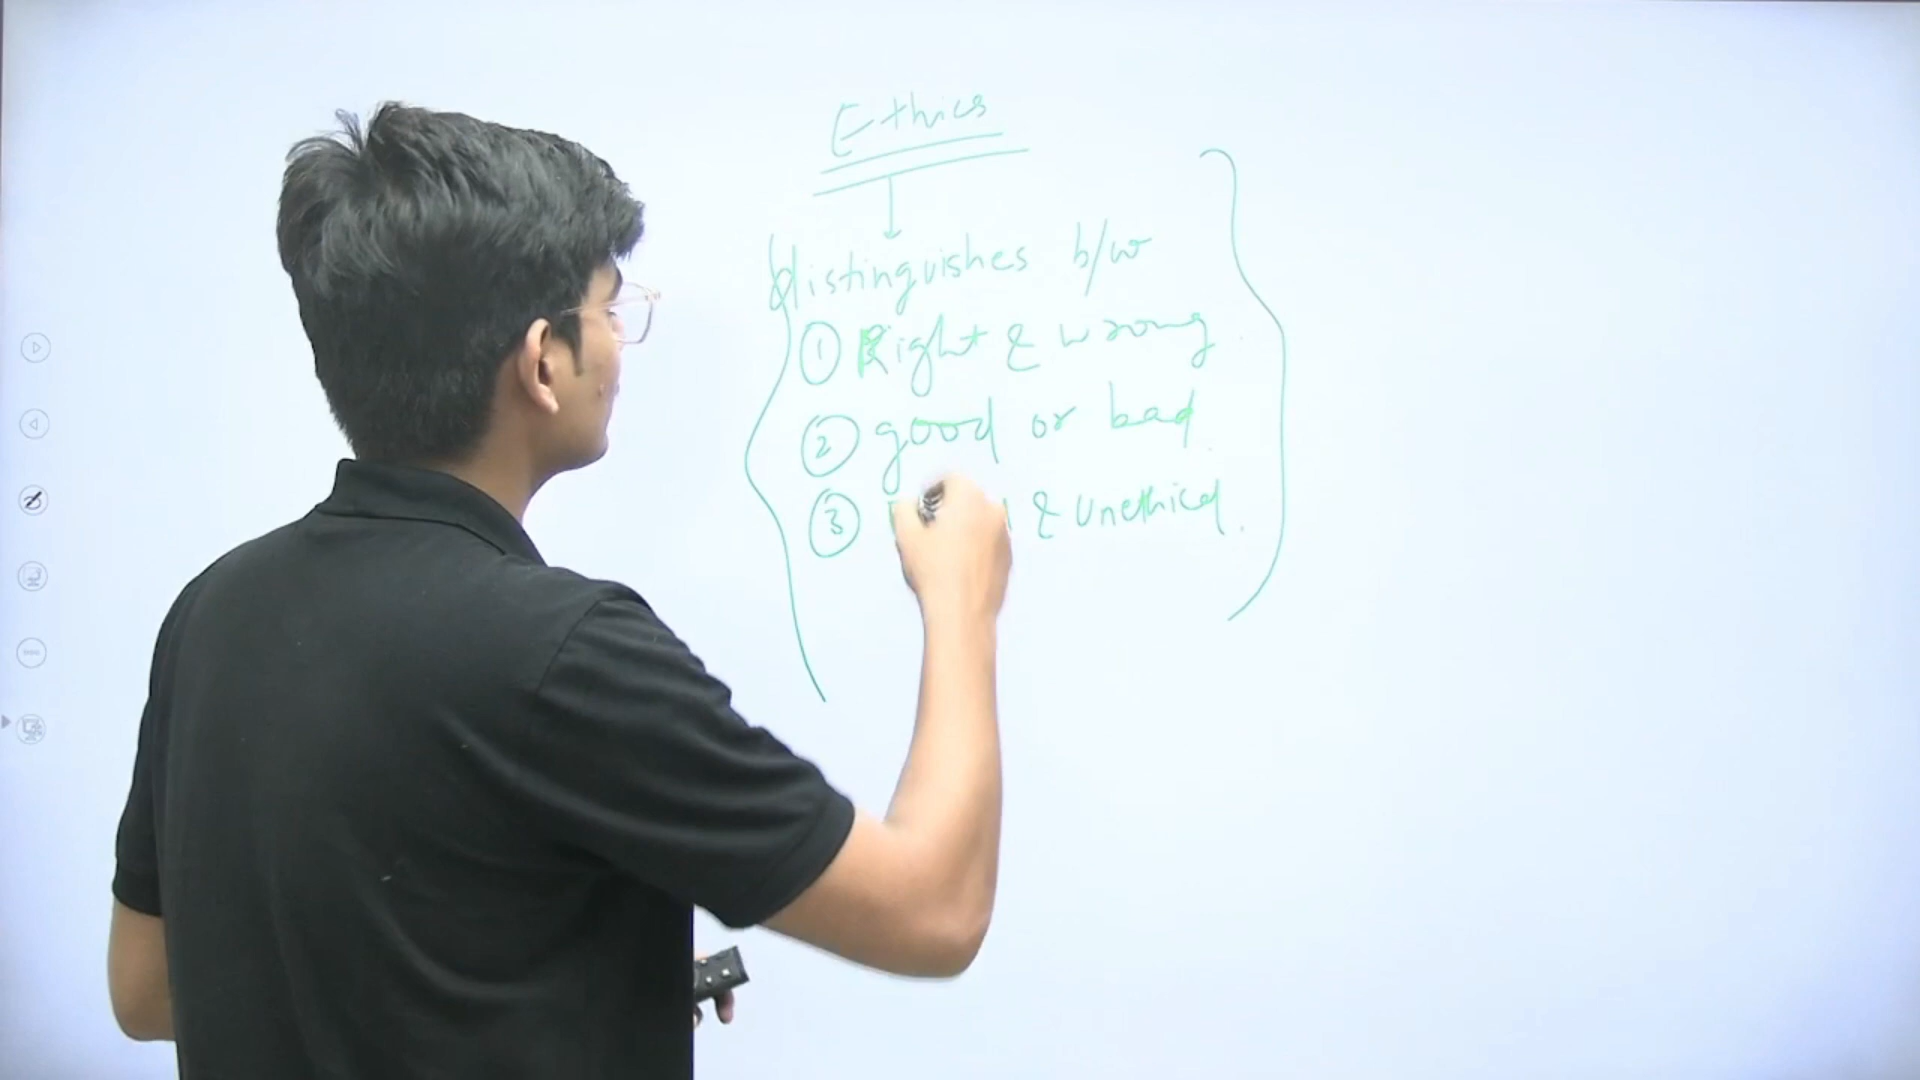 Ethics
distinguishes b/w
① Right & wrong
② good or bad.
③ & unethical.